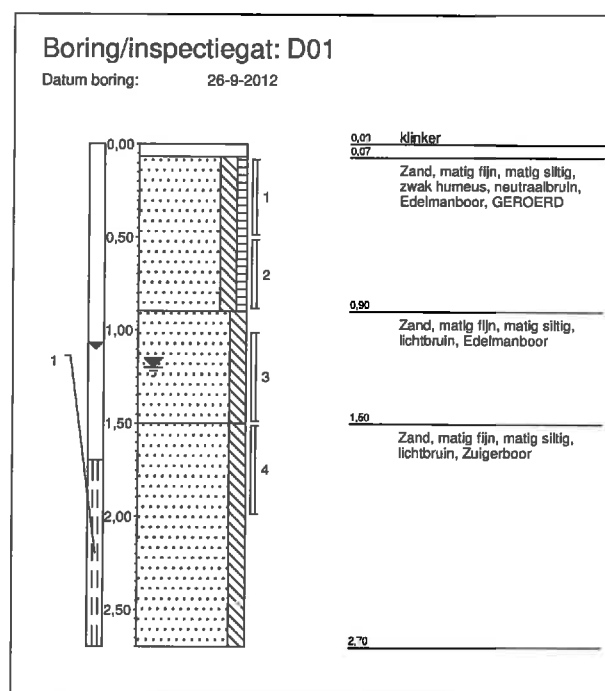 Boring/inspectiegat: D01
Datum boring: 26-9-2012
0,00
0,50
1,00
1,50
2,00
2,50
1
1
2
3
4
klinker
0,07
Zand, matig fijn, matig siltig,
zwak humeus, neutraalbruin,
Edelmanboor, GEROERD
0,90
Zand, matig fijn, matig siltig,
lichtbruin, Edelmanboor
1,50
Zand, matig fijn, matig siltig,
lichtbruin, Zuigerboor
2,70